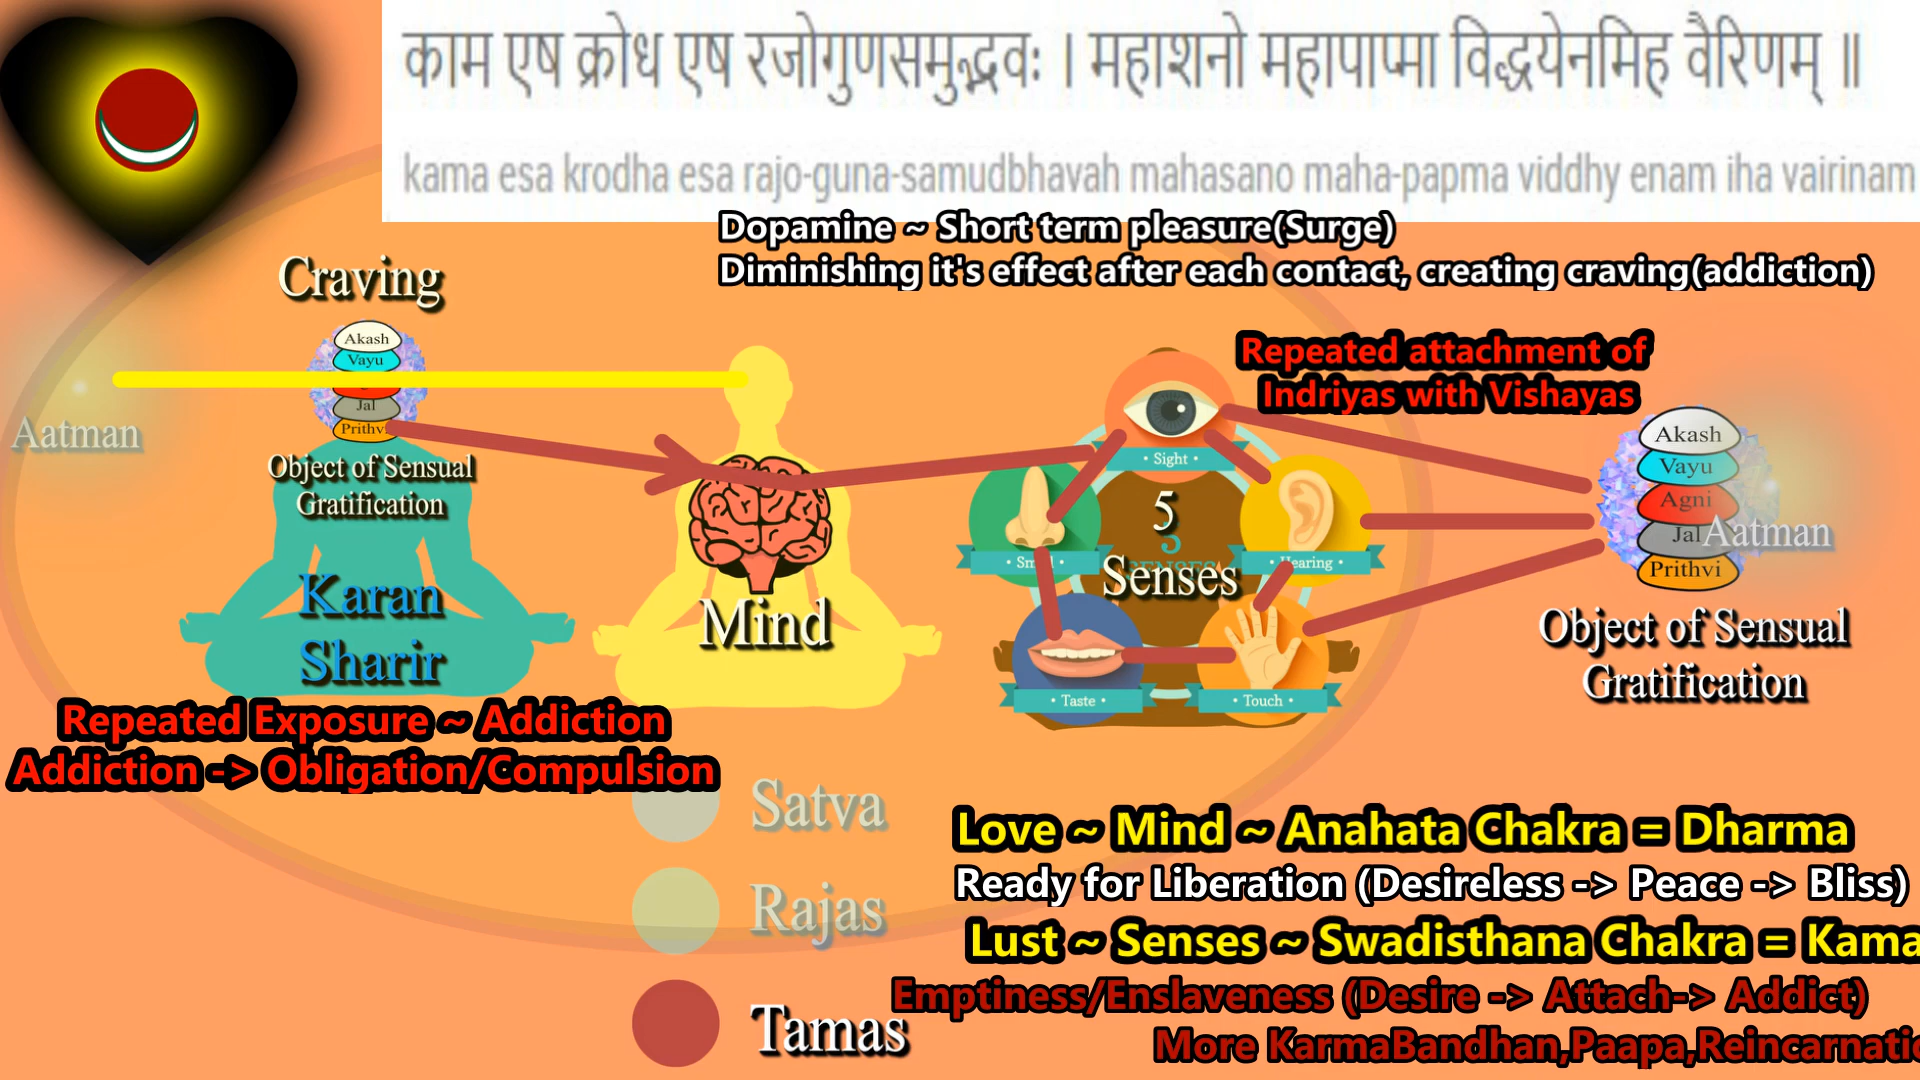 काम एष क्रोध एष रजोगुणसमुद्भवः । महाशनो महापाप्मा विद्धयेनमिह वैरिणम् ॥
kama esa krodha esa rajo-guna-samudbhavah mahasano maha-papma viddhy enam iha vairinam
Dopamine ~ Short term pleasure(Surge)
Diminishing it's effect after each contact, creating craving(addiction)
Craving
Akash
Vayu
Jal
Prithvi
Aatman
Object of Sensual
Gratification
Karan
Sharir
Repeated Exposure ~ Addiction
Addiction -> Obligation/Compulsion
Mind
Repeated attachment of
Indriyas with Vishayas
• Sight •
5
Senses
• Smell •
• Hearing •
• Taste •
• Touch •
Akash
Vayu
Agni
Jal
Prithvi
Aatman
Object of Sensual
Gratification
Satva
Rajas
Tamas
Love ~ Mind ~ Anahata Chakra = Dharma
Ready for Liberation (Desireless -> Peace -> Bliss)
Lust ~ Senses ~ Swadisthana Chakra = Kama
Emptiness/Enslaveness (Desire -> Attach-> Addict)
More KarmaBandhan,Paapa,Reincarnatio